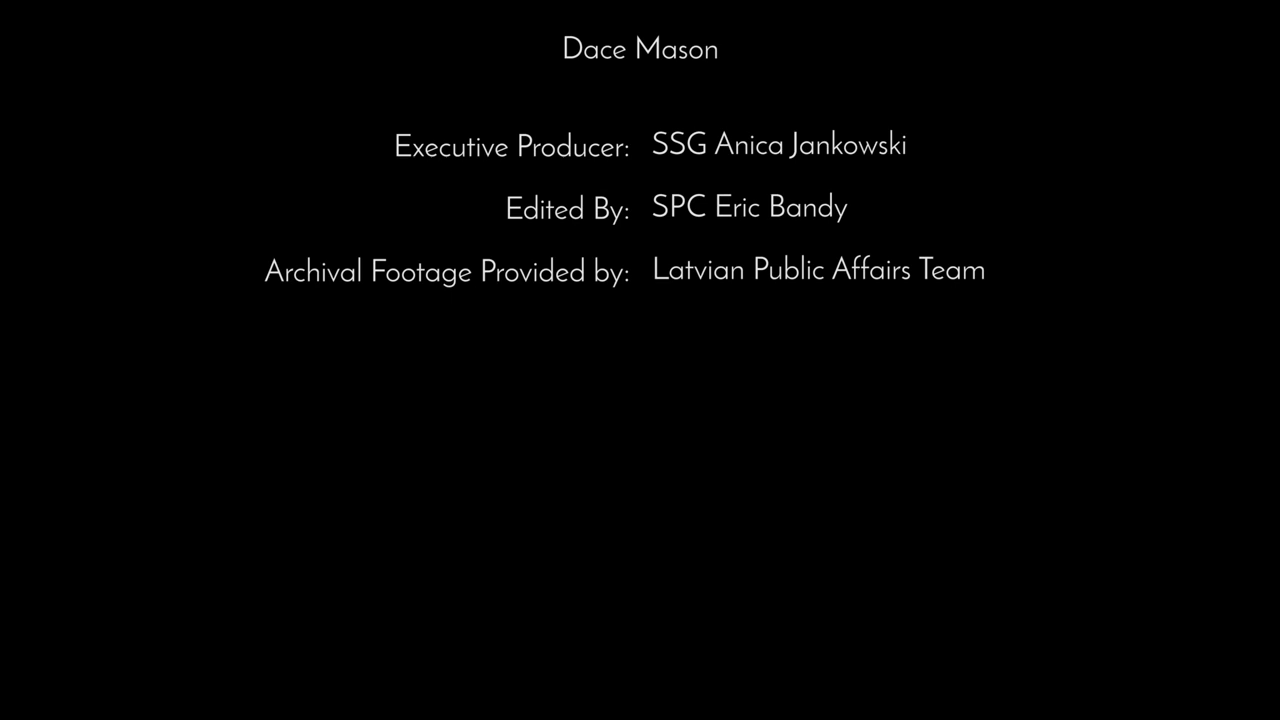 Dace Mason
Executive Producer: SSG Anica Jankowski
Edited By: SPC Eric Bandy
Archival Footage Provided by: Latvian Public Affairs Team